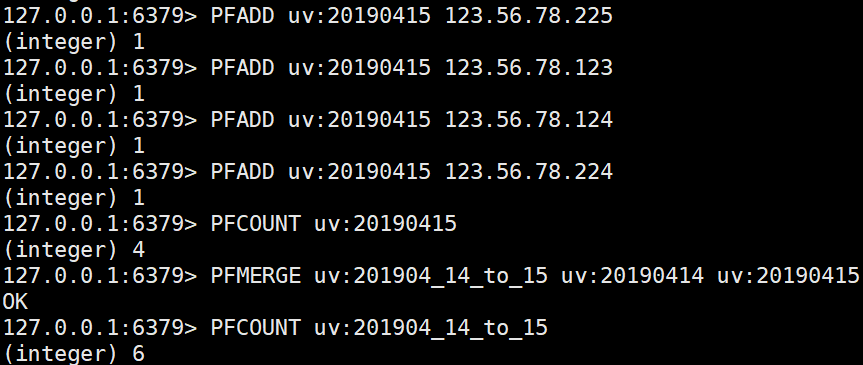 127.0.0.1:6379> PFADD uv:20190415 123.56.78.225
(integer) 1
127.0.0.1:6379> PFADD uv:20190415 123.56.78.123
(integer) 1
127.0.0.1:6379> PFADD uv:20190415 123.56.78.124
(integer) 1
127.0.0.1:6379> PFADD uv:20190415 123.56.78.224
(integer) 1
127.0.0.1:6379> PFCOUNT uv:20190415
(integer) 4
127.0.0.1:6379> PFMERGE uv:201904_14_to_15 uv:20190414 uv:20190415
OK
127.0.0.1:6379> PFCOUNT uv:201904_14_to_15
(integer) 6